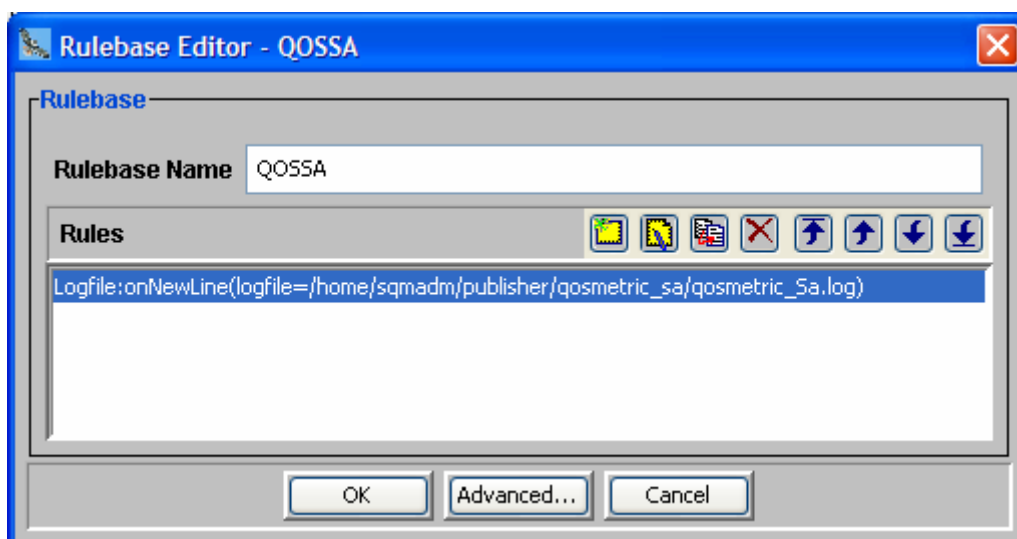 Rulebase Editor - QOSSA
Rulebase
Rulebase Name QOSSA
Rules
Logfile:onNewLine(logfile=/home/sqmadm/publisher/qosmetric_sa/qosmetric_Sa.log)
OK Advanced... Cancel